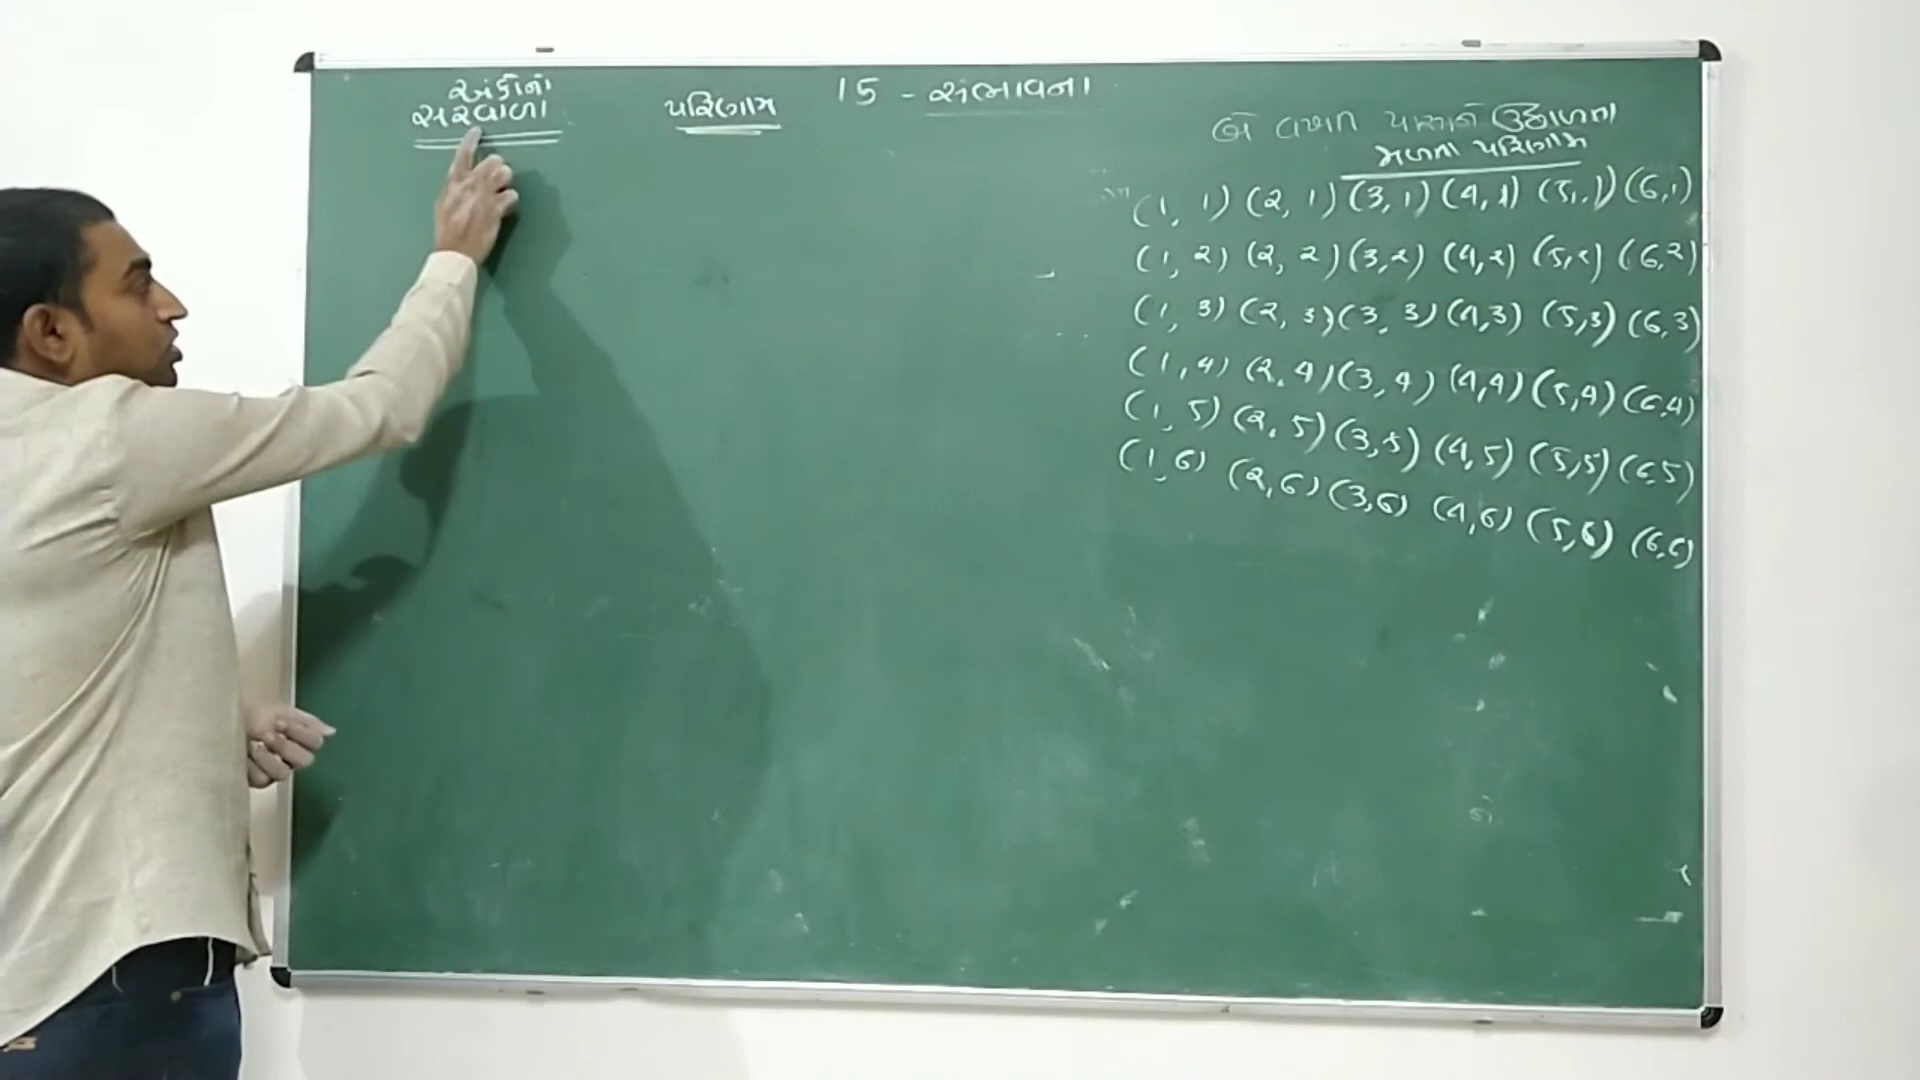 અંકોના
સરવાળા
પરિણામ
15 - સંભાવના
બે વખત પાસાને ઉછાળતા
મળતા પરિણામ
(1, 1) (2, 1) (3, 1) (4, 1) (5, 1) (6, 1)
(1, 2) (2, 2) (3, 2) (4, 2) (5, 2) (6, 2)
(1, 3) (2, 3) (3, 3) (4, 3) (5, 3) (6, 3)
(1, 4) (2, 4) (3, 4) (4, 4) (5, 4) (6, 4)
(1, 5) (2, 5) (3, 5) (4, 5) (5, 5) (6, 5)
(1, 6) (2, 6) (3, 6) (4, 6) (5, 6) (6, 6)